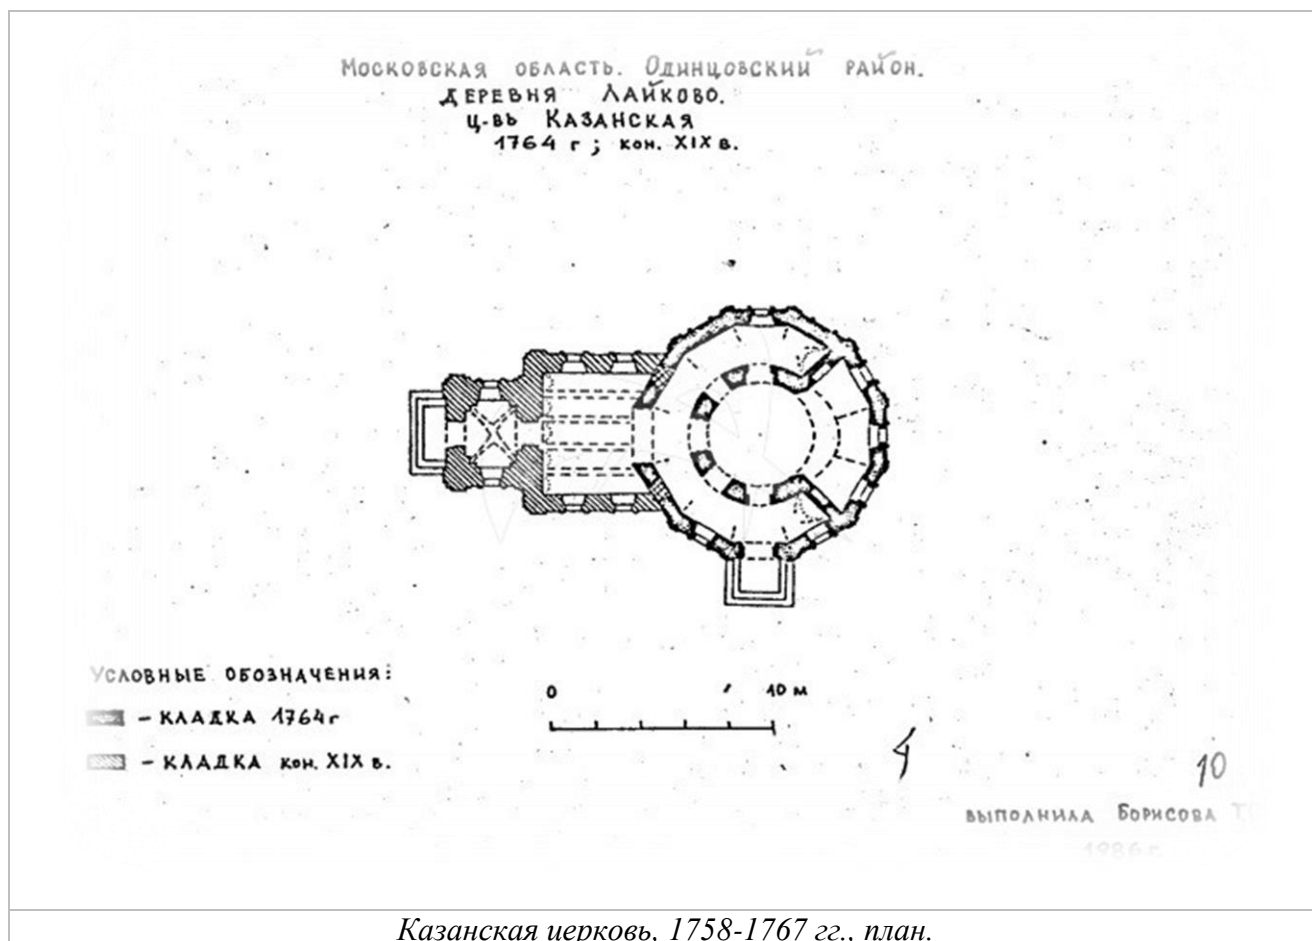 Московская область. Одинцовский район.
деревня Лайково.
ц-вь Казанская
1764 г; кон. XIX в.
Условные обозначения:
- кладка 1764г
- кладка кон. XIX в.
0 10 м
10
выполнила Борисова
1986 г.
Казанская церковь, 1758-1767 гг., план.